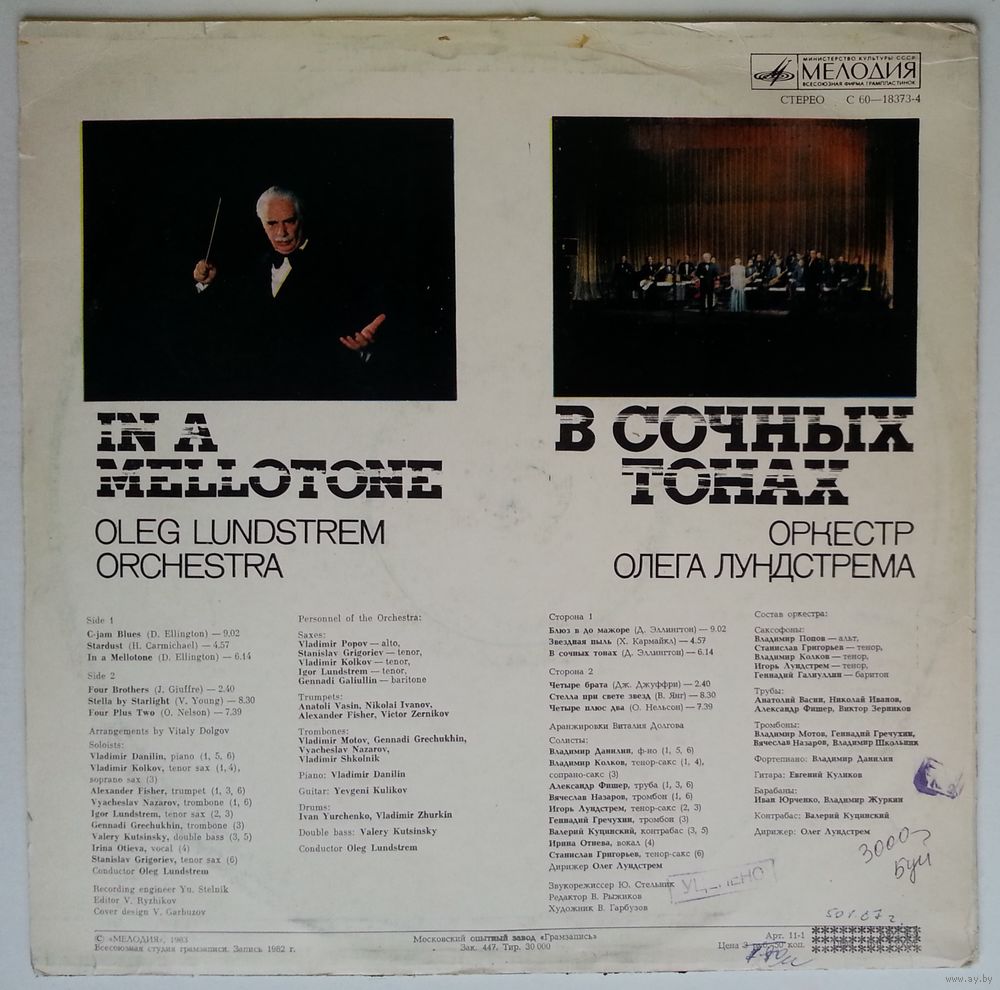 МИНИСТЕРСТВО КУЛЬТУРЫ СССР
МЕЛОДИЯ
ВСЕСОЮЗНАЯ ФИРМА ГРАМПЛАСТИНОК
СТЕРЕО С 60—18373-4
IN A
MELLOTONE
OLEG LUNDSTREM
ORCHESTRA
В СОЧНЫХ
ТОНАХ
ОРКЕСТР
ОЛЕГА ЛУНДСТРЕМА
Side 1
C-jam Blues (D. Ellington) — 9.02
Stardust (H. Carmichael) — 4.57
In a Mellotone (D. Ellington) — 6.14
Side 2
Four Brothers (J. Giuffre) — 2.40
Stella by Starlight (V. Young) — 8.30
Four Plus Two (O. Nelson) — 7.39
Arrangements by Vitaly Dolgov
Soloists:
Vladimir Danilin, piano (1, 5, 6)
Vladimir Kolkov, tenor sax (1, 4),
soprano sax (3)
Alexander Fisher, trumpet (1, 3, 6)
Vyacheslav Nazarov, trombone (1, 6)
Igor Lundstrem, tenor sax (2, 3)
Gennadi Grechukhin, trombone (3)
Valery Kutsinsky, double bass (3, 5)
Irina Otieva, vocal (4)
Stanislav Grigoriev, tenor sax (6)
Conductor Oleg Lundstrem
Recording engineer Yu. Stelnik
Editor V. Ryzhikov
Cover design V. Garbuzov
Personnel of the Orchestra:
Saxes:
Vladimir Popov — alto,
Stanislav Grigoriev — tenor,
Vladimir Kolkov — tenor,
Igor Lundstrem — tenor,
Gennadi Galiullin — baritone
Trumpets:
Anatoli Vasin, Nikolai Ivanov,
Alexander Fisher, Victor Zernikov
Trombones:
Vladimir Motov, Gennadi Grechukhin,
Vyacheslav Nazarov,
Vladimir Shkolnik
Piano: Vladimir Danilin
Guitar: Yevgeni Kulikov
Drums:
Ivan Yurchenko, Vladimir Zhurkin
Double bass: Valery Kutsinsky
Conductor Oleg Lundstrem
Сторона 1
Блюз в до мажоре (Д. Эллингтон) — 9.02
Звездная пыль (Х. Кармайкл) — 4.57
В сочных тонах (Д. Эллингтон) — 6.14
Сторона 2
Четыре брата (Дж. Джуффри) — 2.40
Стелла при свете звезд (В. Янг) — 8.30
Четыре плюс два (О. Нельсон) — 7.39
Аранжировки Виталия Долгова
Солисты:
Владимир Данилин, ф-но (1, 5, 6)
Владимир Колков, тенор-сакс (1, 4),
сопрано-сакс (3)
Александр Фишер, труба (1, 3, 6)
Вячеслав Назаров, тромбон (1, 6)
Игорь Лундстрем, тенор-сакс (2, 3)
Геннадий Гречухин, тромбон (3)
Валерий Куцинский, контрабас (3, 5)
Ирина Отиева, вокал (4)
Станислав Григорьев, тенор-сакс (6)
Дирижер Олег Лундстрем
Звукорежиссер Ю. Стельник
Редактор В. Рыжиков
Художник В. Гарбузов
Состав оркестра:
Саксофоны:
Владимир Попов — альт,
Станислав Григорьев — тенор,
Владимир Колков — тенор,
Игорь Лундстрем — тенор,
Геннадий Галиуллин — баритон
Трубы:
Анатолий Васин, Николай Иванов,
Александр Фишер, Виктор Зерников
Тромбоны:
Владимир Мотов, Геннадий Гречухин,
Вячеслав Назаров, Владимир Школьник
Фортепиано: Владимир Данилин
Гитара: Евгений Куликов
Барабаны:
Иван Юрченко, Владимир Журкин
Контрабас: Валерий Куцинский
Дирижер: Олег Лундстрем
3000
© «МЕЛОДИЯ», 1983
Всесоюзная студия грамзаписи. Запись 1982 г.
Московский опытный завод «Грамзапись»
Зак. 447. Тир. 30 000
Арт. 11-1
Цена 3 руб. 50 коп.
www.ay.by